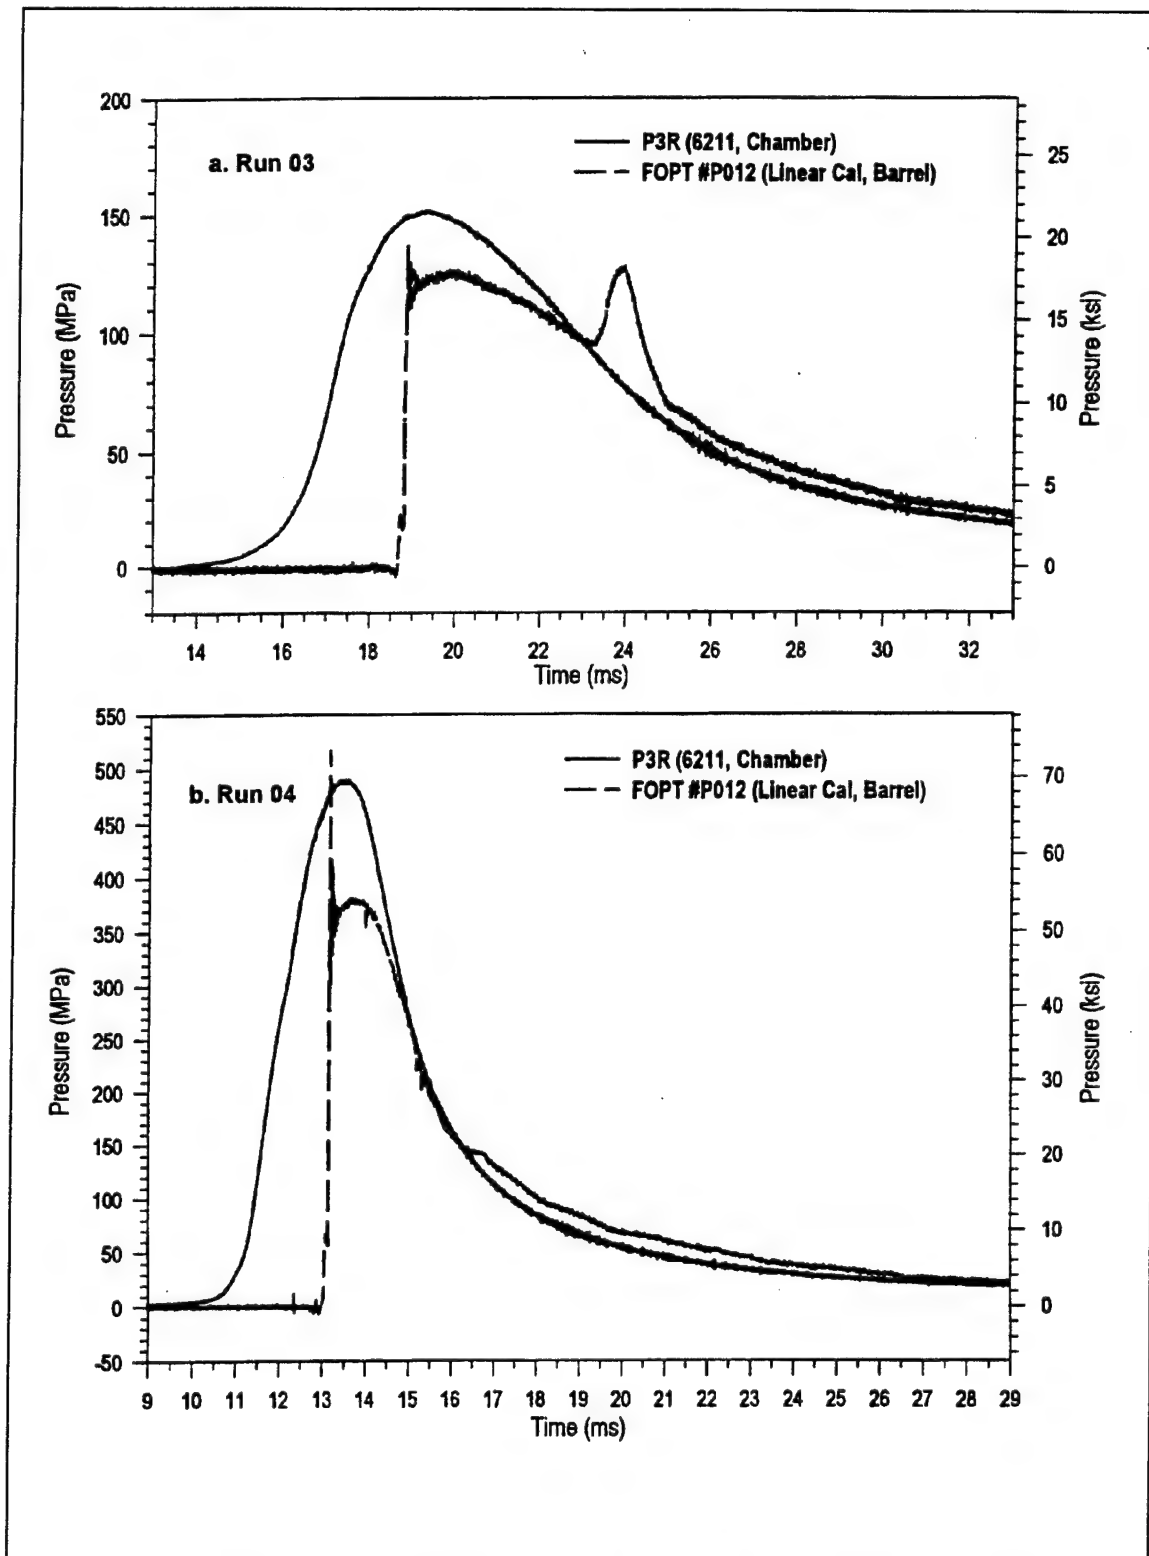 200
150
100
50
0
Pressure (MPa)
a. Run 03
P3R (6211, Chamber)
FOPT #P012 (Linear Cal, Barrel)
25
20
15
10
5
0
Pressure (ksi)
14 16 18 20 22 24 26 28 30 32
Time (ms)
550
500
450
400
350
300
250
200
150
100
50
0
-50
Pressure (MPa)
b. Run 04
P3R (6211, Chamber)
FOPT #P012 (Linear Cal, Barrel)
70
60
50
40
30
20
10
0
Pressure (ksi)
9 10 11 12 13 14 15 16 17 18 19 20 21 22 23 24 25 26 27 28 29
Time (ms)